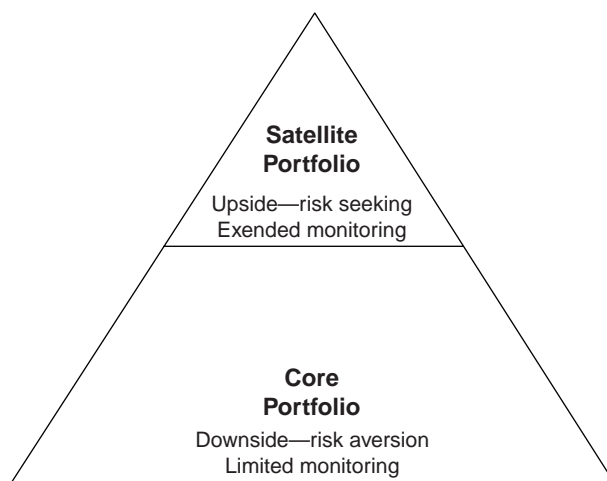 Satellite
Portfolio
Upside—risk seeking
Exended monitoring
Core
Portfolio
Downside—risk aversion
Limited monitoring